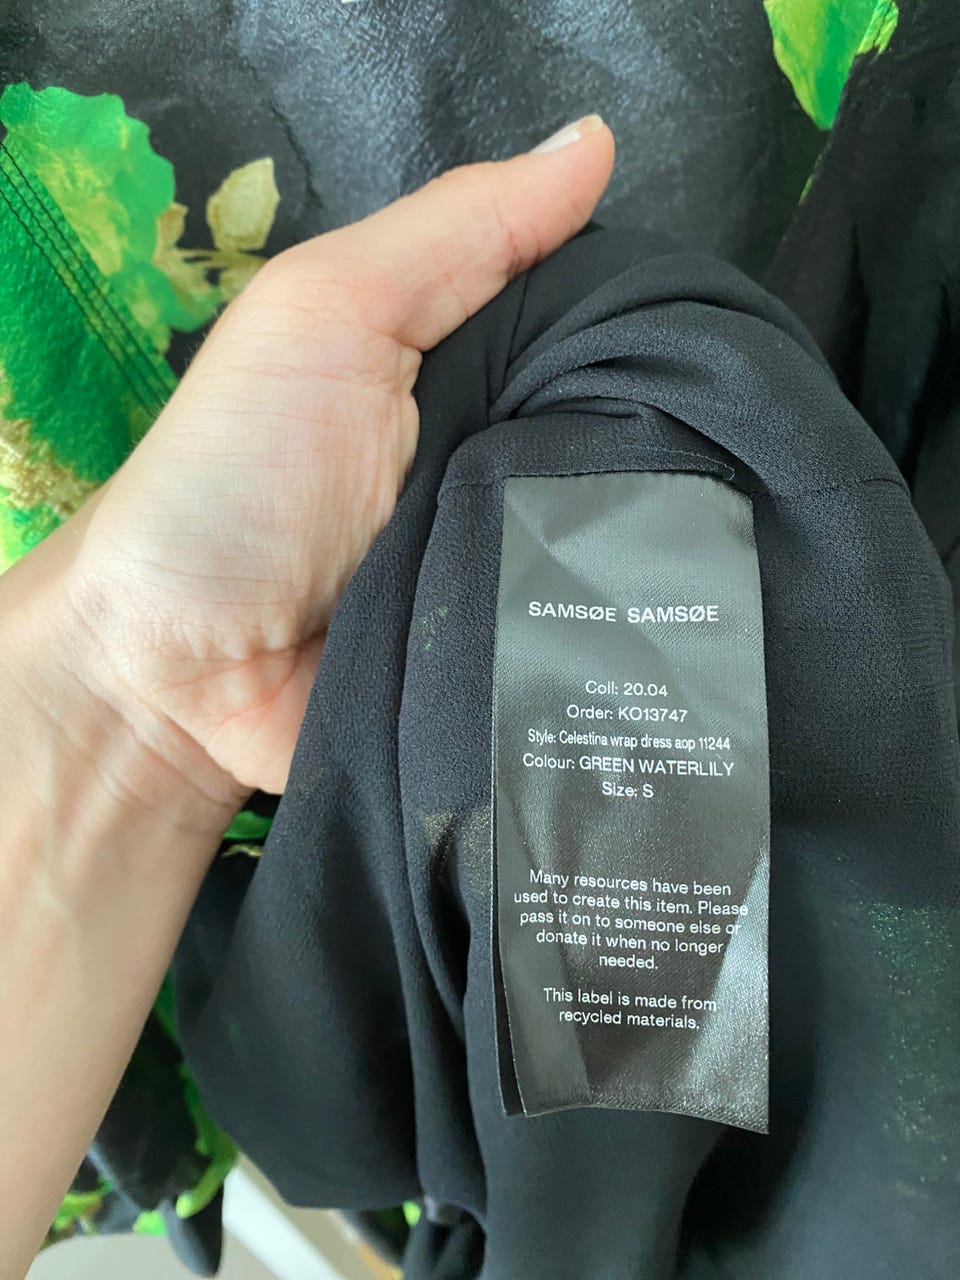 SAMSØE SAMSØE
Coll: 20.04
Order: KO13747
Style: Celestina wrap dress aop 11244
Colour: GREEN WATERLILY
Size: S
Many resources have been
used to create this item. Please
pass it on to someone else or
donate it when no longer
needed.
This label is made from
recycled materials.